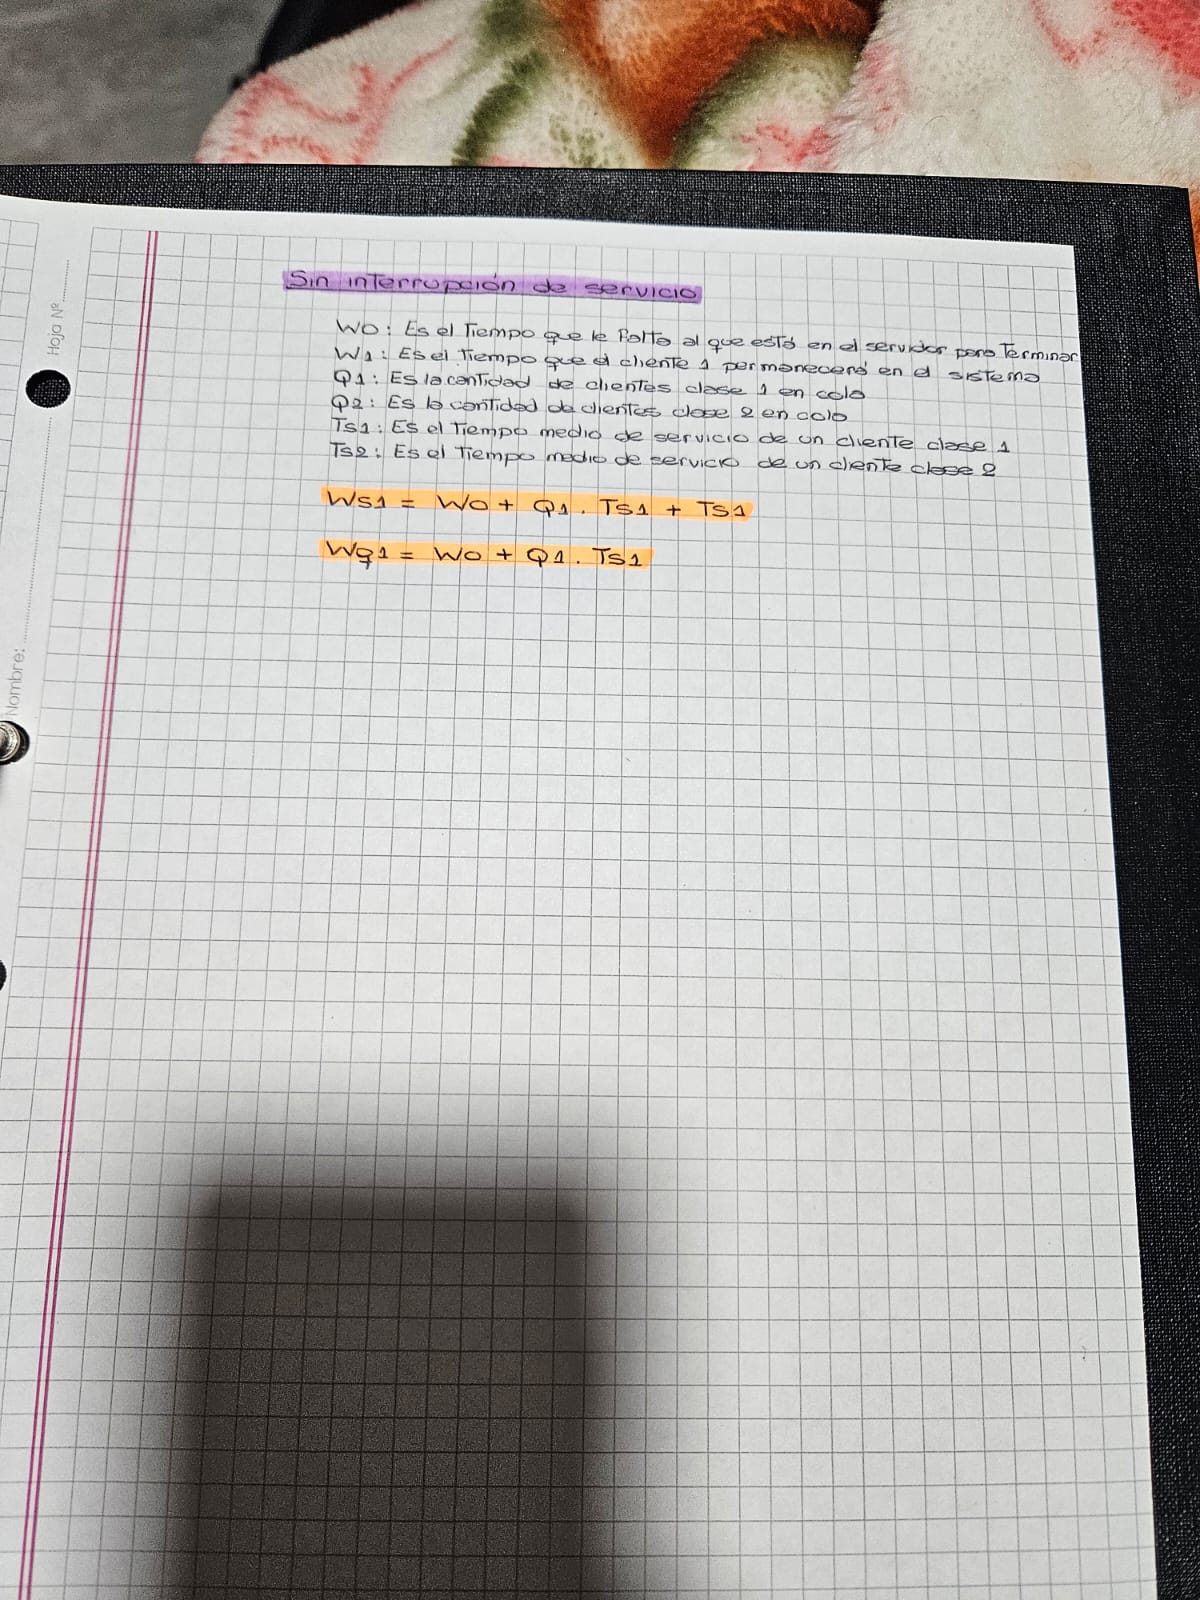 Hoja Nº
Nombre:
Sin interrupción de servicio
W0: Es el Tiempo que le falta al que está en el servidor para Terminar
W1: Es el Tiempo que el cliente 1 permanecerá en el sistema
Q1: Es la cantidad de clientes clase 1 en cola
Q2: Es la cantidad de clientes clase 2 en cola
Ts1: Es el Tiempo medio de servicio de un cliente clase 1
Ts2: Es el Tiempo medio de servicio de un cliente clase 2
Ws1 = W0 + Q1 . Ts1 + Ts1
Wq1 = W0 + Q1 . Ts1